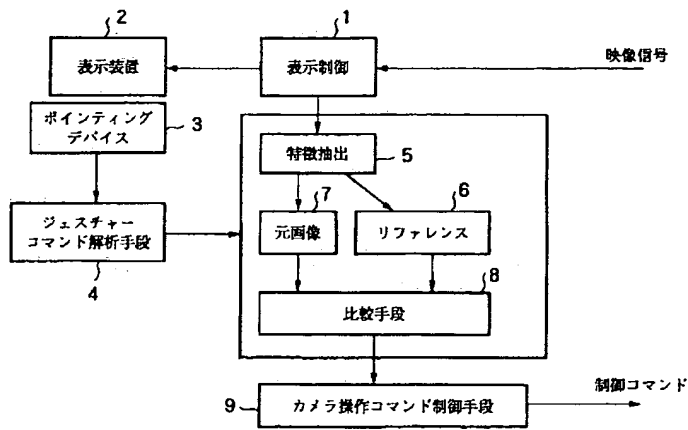 2
1
表示装置
表示制御
映像信号
ポインティング
デバイス
3
特徴抽出
5
7
6
ジェスチャー
コマンド解析手段
元画像
リファレンス
4
8
比較手段
制御コマンド
9
カメラ操作コマンド制御手段